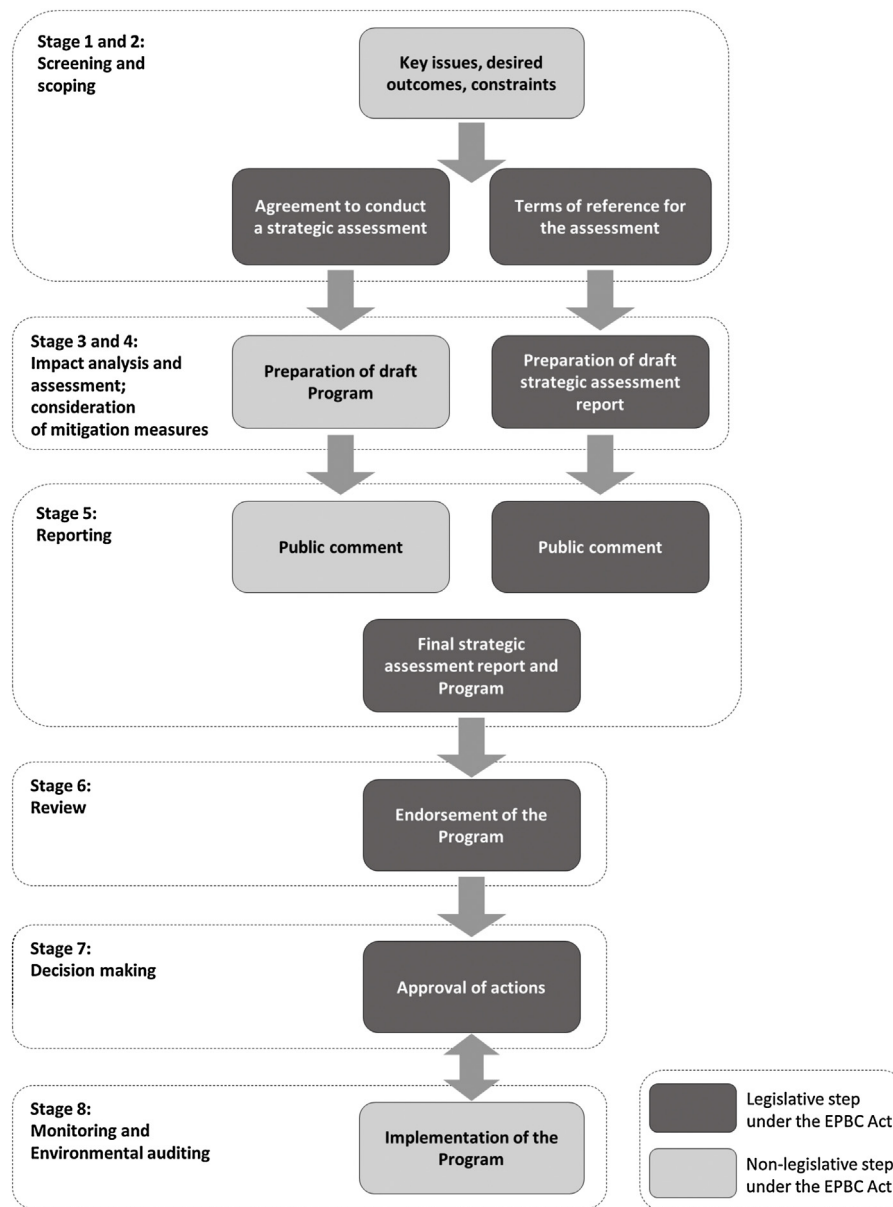 Stage 1 and 2:
Screening and
scoping
Key issues, desired
outcomes, constraints
Agreement to conduct
a strategic assessment
Terms of reference for
the assessment
Stage 3 and 4:
Impact analysis and
assessment;
consideration
of mitigation measures
Preparation of draft
Program
Preparation of draft
strategic assessment
report
Stage 5:
Reporting
Public comment
Public comment
Final strategic
assessment report and
Program
Stage 6:
Review
Endorsement of the
Program
Stage 7:
Decision making
Approval of actions
Stage 8:
Monitoring and
Environmental auditing
Implementation of the
Program
Legislative step
under the EPBC Act
Non-legislative step
under the EPBC Act